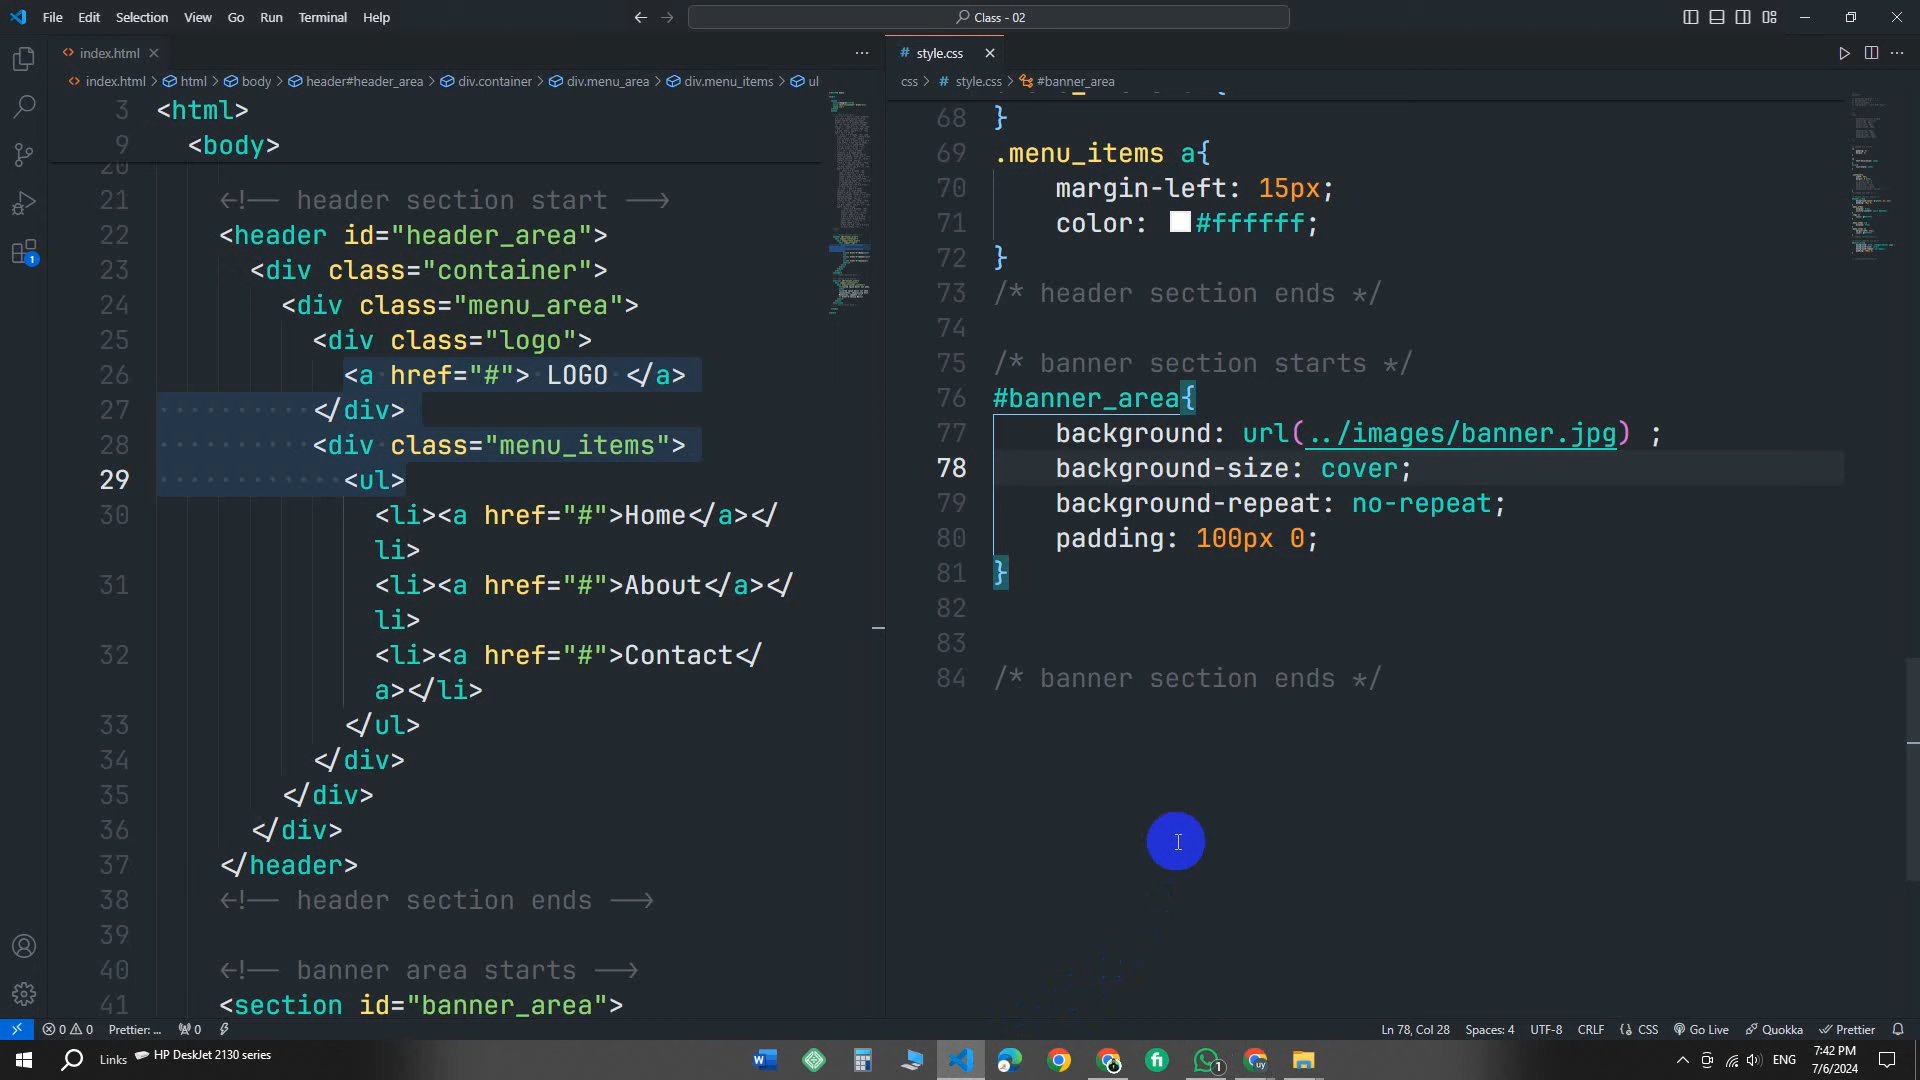 File Edit Selection View Go Run Terminal Help
Class - 02
index.html
style.css
index.html > html > body > header#header_area > div.container > div.menu_area > div.menu_items > ul
css > style.css > #banner_area
3 <html>
9 <body>
20
21 <!-- header section start -->
22 <header id="header_area">
23 <div class="container">
24 <div class="menu_area">
25 <div class="logo">
26 <a href="#"> LOGO </a>
27 </div>
28 <div class="menu_items">
29 <ul>
30 <li><a href="#">Home</a></
li>
31 <li><a href="#">About</a></
li>
32 <li><a href="#">Contact</
a></li>
33 </ul>
34 </div>
35 </div>
36 </div>
37 </header>
38 <!-- header section ends -->
39
40 <!-- banner area starts -->
41 <section id="banner_area">
68 }
69 .menu_items a{
70 margin-left: 15px;
71 color: #ffffff;
72 }
73 /* header section ends */
74
75 /* banner section starts */
76 #banner_area{
77 background: url(../images/banner.jpg) ;
78 background-size: cover;
79 background-repeat: no-repeat;
80 padding: 100px 0;
81 }
82
83
84 /* banner section ends */
0 0 Prettier: ... 0
Ln 78, Col 28 Spaces: 4 UTF-8 CRLF CSS Go Live Quokka Prettier
Links HP DeskJet 2130 series
ENG
7:42 PM
7/6/2024